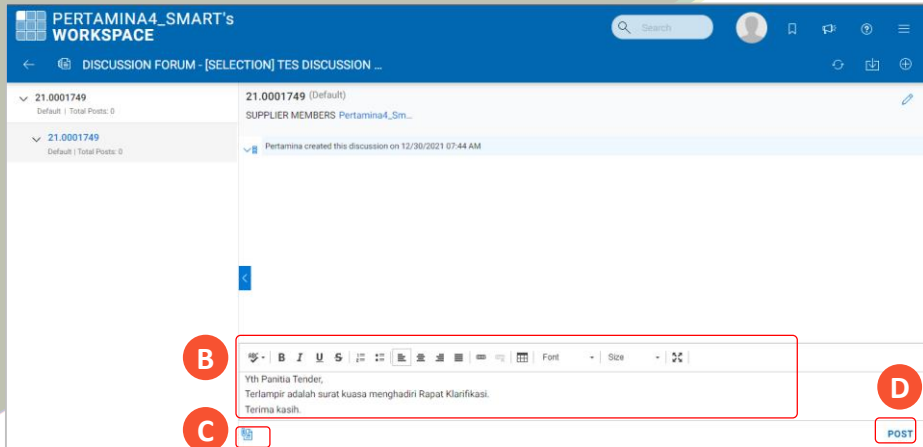 PERTAMINA4_SMART's
WORKSPACE
Search
DISCUSSION FORUM - [SELECTION] TES DISCUSSION ...
21.0001749
Default | Total Posts: 0
21.0001749
Default | Total Posts: 0
21.0001749 (Default)
SUPPLIER MEMBERS Pertamina4_Sm...
Pertamina created this discussion on 12/30/2021 07:44 AM
B
ABC B I U S Font Size
Yth Panitia Tender,
Terlampir adalah surat kuasa menghadiri Rapat Klarifikasi.
Terima kasih.
D
C
POST